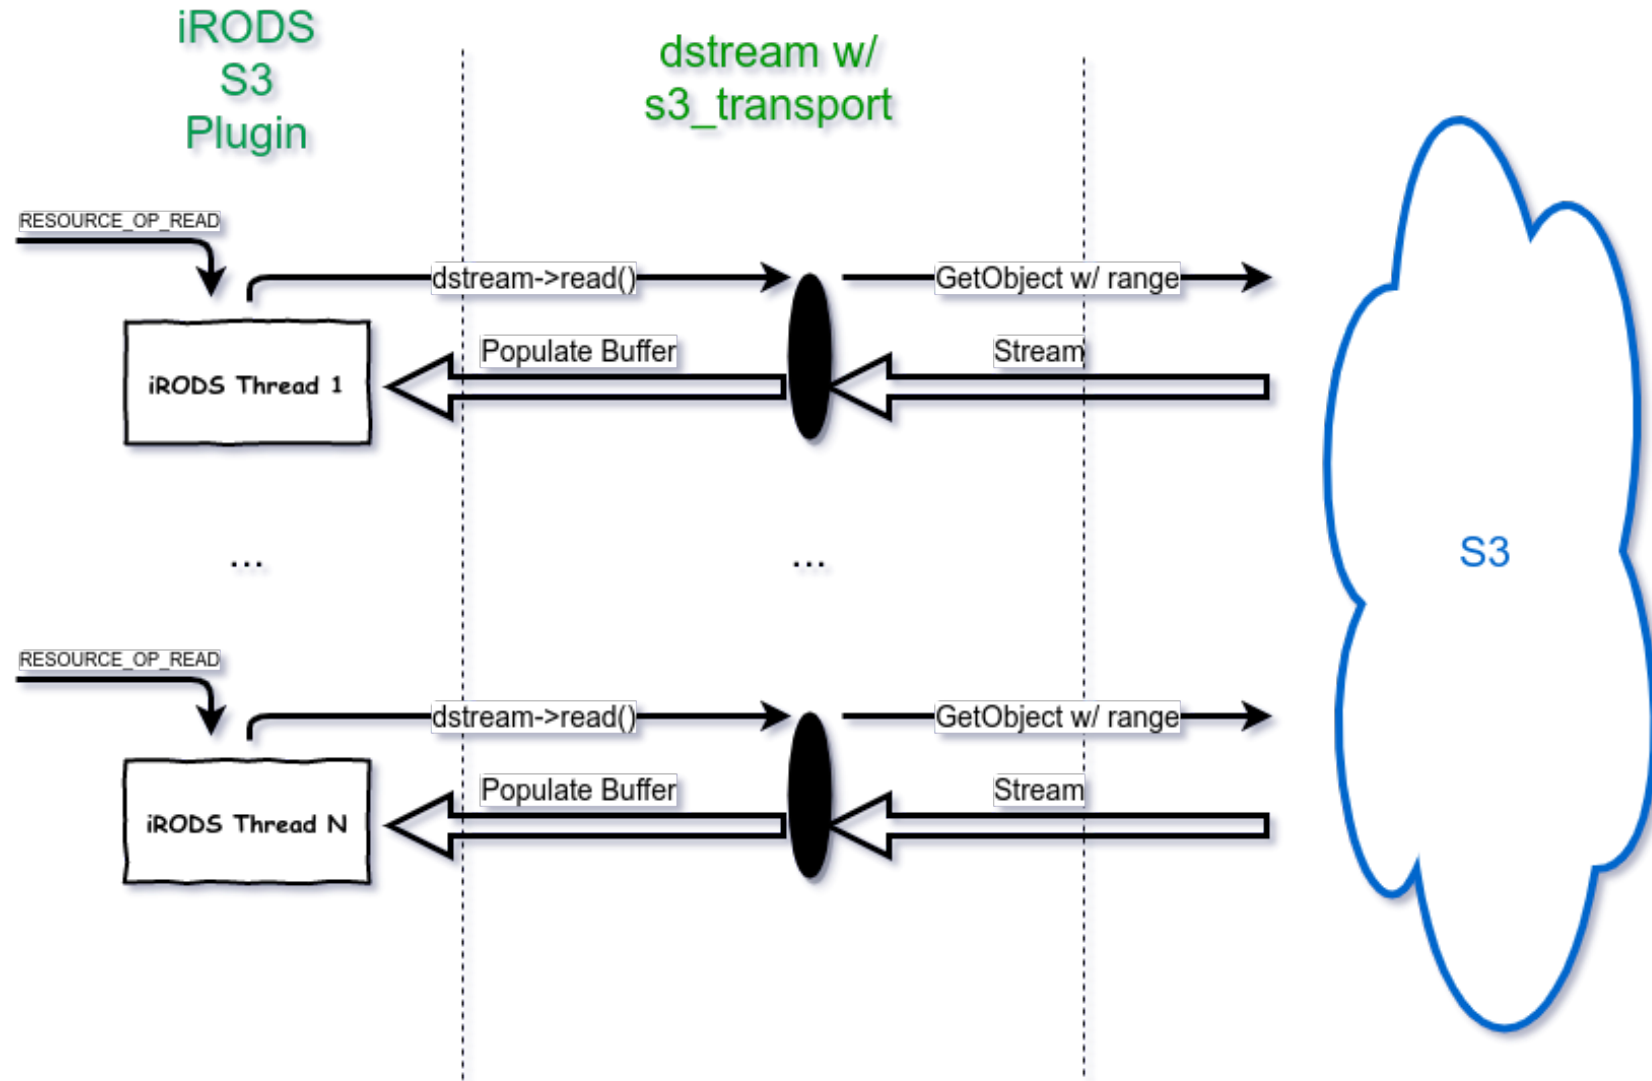 iRODS
S3
Plugin
dstream w/
s3_transport
RESOURCE_OP_READ
dstream->read()
GetObject w/ range
Populate Buffer
Stream
iRODS Thread 1
...
...
S3
RESOURCE_OP_READ
dstream->read()
GetObject w/ range
Populate Buffer
Stream
iRODS Thread N